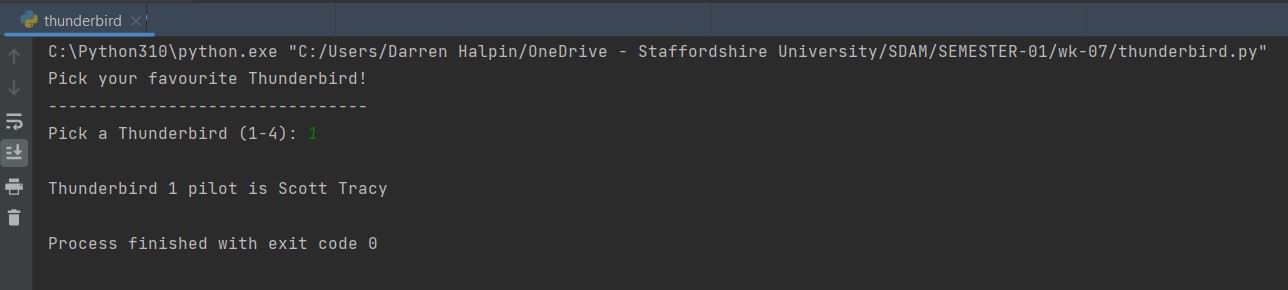 thunderbird
C:\Python310\python.exe "C:/Users/Darren Halpin/OneDrive - Staffordshire University/SDAM/SEMESTER-01/wk-07/thunderbird.py"
Pick your favourite Thunderbird!
--------------------------------
Pick a Thunderbird (1-4): 1
Thunderbird 1 pilot is Scott Tracy
Process finished with exit code 0